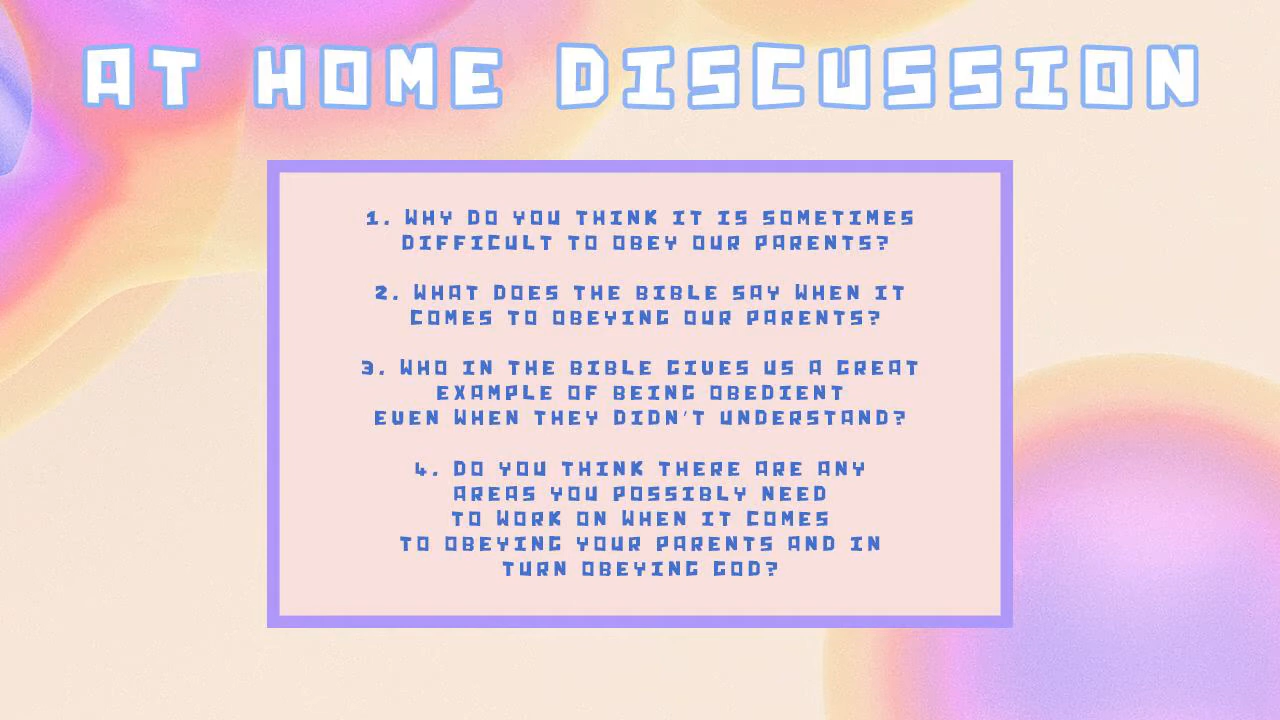 AT HOME DISCUSSION
1. WHY DO YOU THINK IT IS SOMETIMES
DIFFICULT TO OBEY OUR PARENTS?
2. WHAT DOES THE BIBLE SAY WHEN IT
COMES TO OBEYING OUR PARENTS?
3. WHO IN THE BIBLE GIVES US A GREAT
EXAMPLE OF BEING OBEDIENT
EVEN WHEN THEY DIDN'T UNDERSTAND?
4. DO YOU THINK THERE ARE ANY
AREAS YOU POSSIBLY NEED
TO WORK ON WHEN IT COMES
TO OBEYING YOUR PARENTS AND IN
TURN OBEYING GOD?